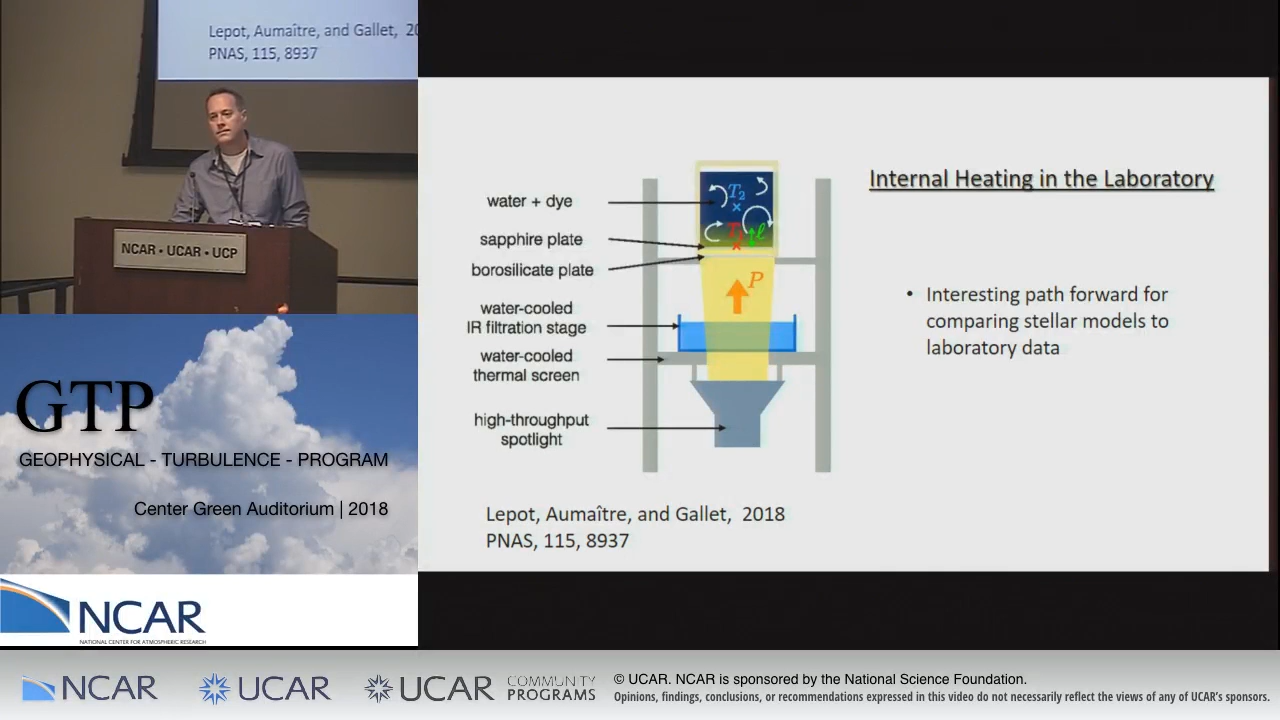 Lepot, Aumaître, and Gallet, 20
PNAS, 115, 8937
NCAR • UCAR • UCP
GTP
GEOPHYSICAL - TURBULENCE - PROGRAM
Center Green Auditorium | 2018
NCAR
NATIONAL CENTER FOR ATMOSPHERIC RESEARCH
Internal Heating in the Laboratory
water + dye
sapphire plate
borosilicate plate
water-cooled
IR filtration stage
water-cooled
thermal screen
high-throughput
spotlight
T2
ℓ
P
• Interesting path forward for
comparing stellar models to
laboratory data
Lepot, Aumaître, and Gallet, 2018
PNAS, 115, 8937
NCAR
UCAR
UCAR
COMMUNITY
PROGRAMS
© UCAR. NCAR is sponsored by the National Science Foundation.
Opinions, findings, conclusions, or recommendations expressed in this video do not necessarily reflect the views of any of UCAR's sponsors.